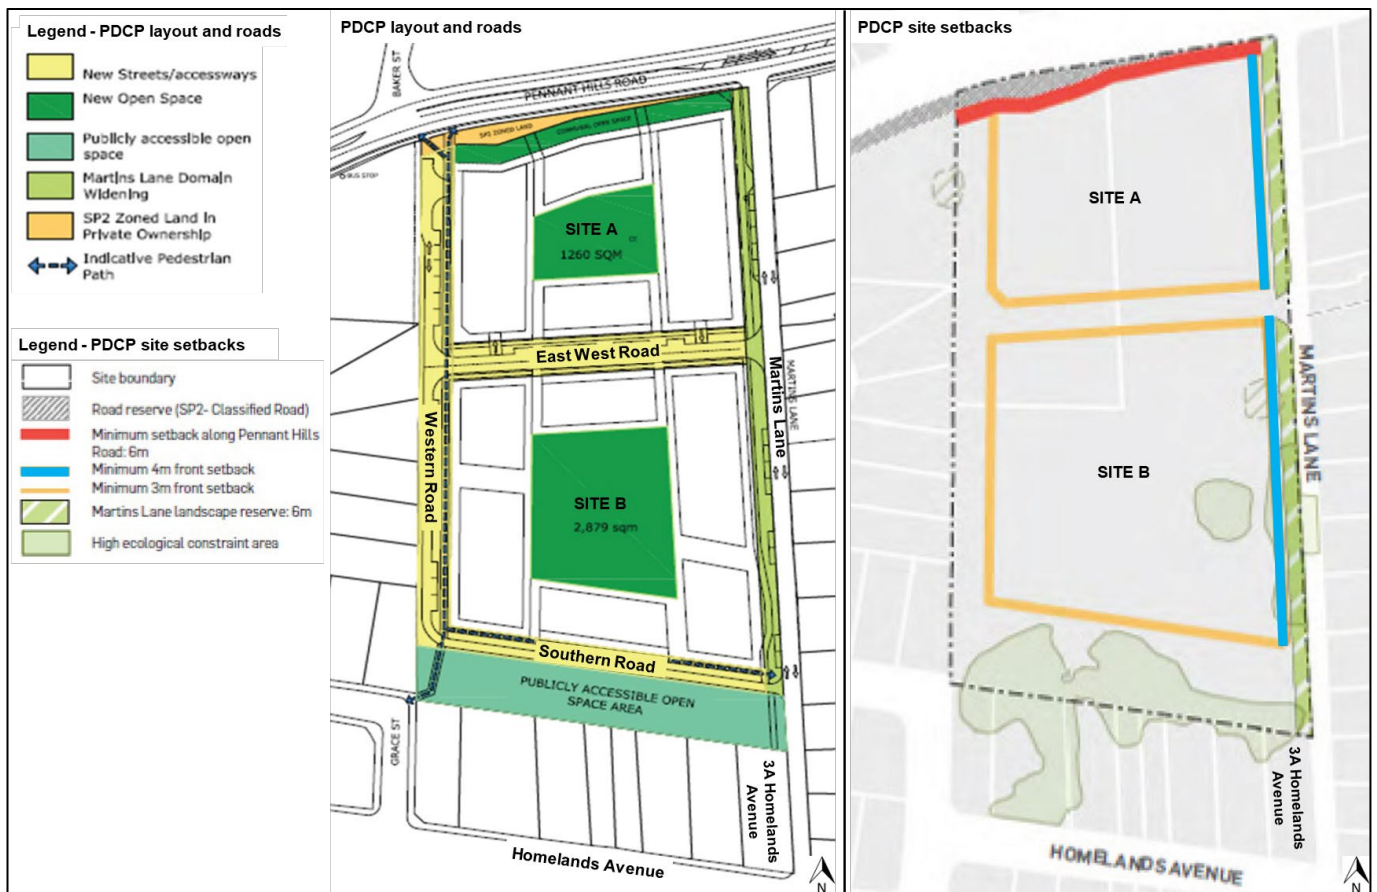 Legend - PDCP layout and roads
New Streets/accessways
New Open Space
Publicly accessible open
space
Martins Lane Domain
Widening
SP2 Zoned Land in
Private Ownership
Indicative Pedestrian
Path
Legend - PDCP site setbacks
Site boundary
Road reserve (SP2- Classified Road)
Minimum setback along Pennant Hills
Road: 6m
Minimum 4m front setback
Minimum 3m front setback
Martins Lane landscape reserve: 6m
High ecological constraint area
PDCP layout and roads
BAKER ST
PENNANT HILLS ROAD
SP2 ZONED LAND
COMMUNAL OPEN SPACE
BUS STOP
SITE A
1260 SQM
East West Road
Western Road
Martins Lane
MARTINS LANE
SITE B
2,879 sqm
Southern Road
PUBLICLY ACCESSIBLE OPEN
SPACE AREA
GRACE ST
3A Homelands
Avenue
Homelands Avenue
N
PDCP site setbacks
SITE A
MARTINS LANE
SITE B
3A Homelands
Avenue
HOMELANDS AVENUE
N